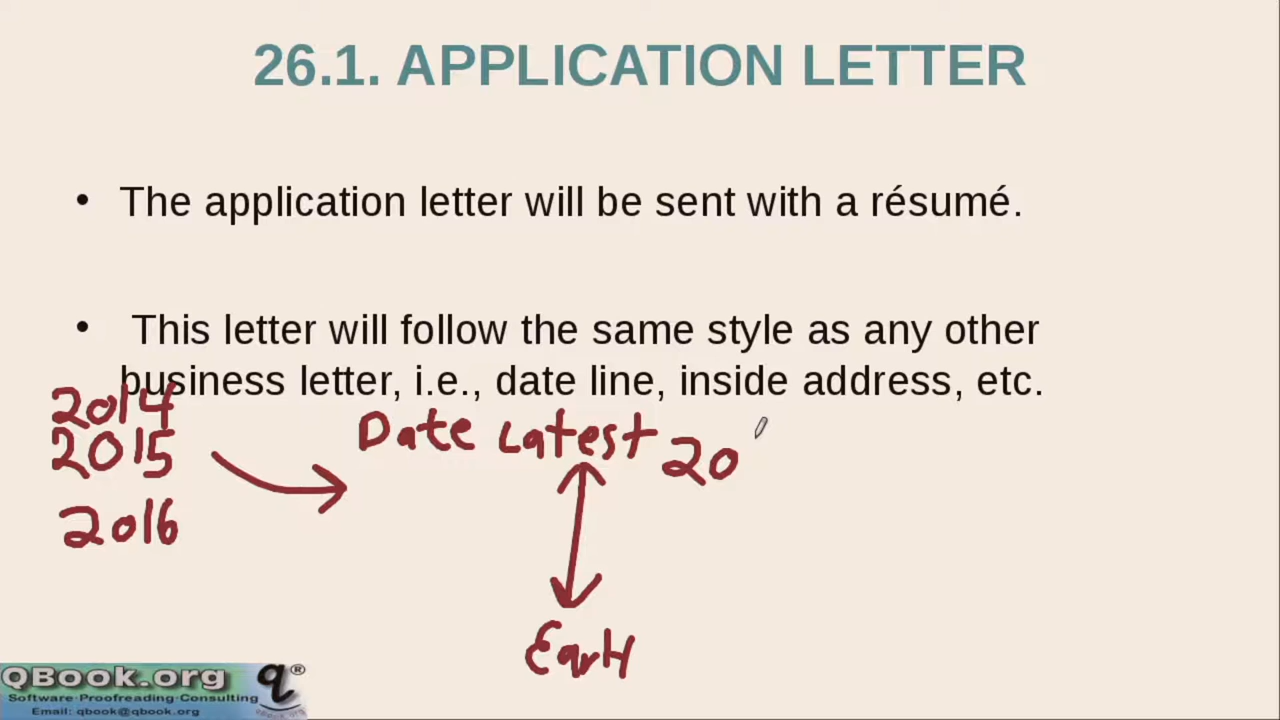 26.1. APPLICATION LETTER
• The application letter will be sent with a résumé.
• This letter will follow the same style as any other
business letter, i.e., date line, inside address, etc.
2014
2015
2016
Date Latest 20
QBook.org
Software·Proofreading·Consulting
Email: qbook@qbook.org
q®